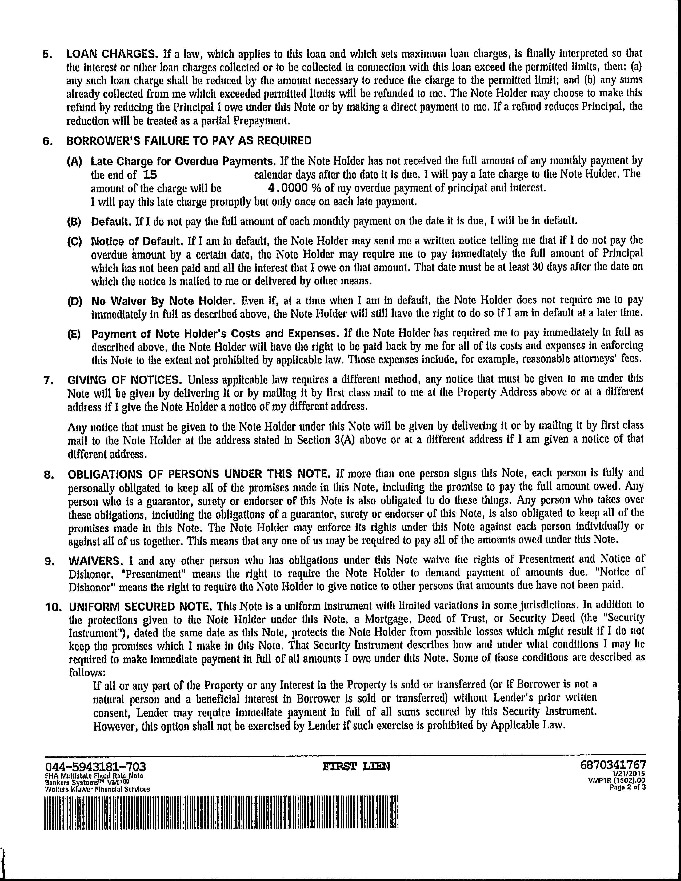 5. LOAN CHARGES. If a law, which applies to this loan and which sets maximum loan charges, is finally interpreted so that
the interest or other loan charges collected or to be collected in connection with this loan exceed the permitted limits, then: (a)
any such loan charge shall be reduced by the amount necessary to reduce the charge to the permitted limit; and (b) any sums
already collected from me which exceeded permitted limits will be refunded to me. The Note Holder may choose to make this
refund by reducing the Principal I owe under this Note or by making a direct payment to me. If a refund reduces Principal, the
reduction will be treated as a partial Prepayment.
6. BORROWER'S FAILURE TO PAY AS REQUIRED
(A) Late Charge for Overdue Payments. If the Note Holder has not received the full amount of any monthly payment by
the end of 15 calendar days after the date it is due, I will pay a late charge to the Note Holder. The
amount of the charge will be 4.0000 % of my overdue payment of principal and interest.
I will pay this late charge promptly but only once on each late payment.
(B) Default. If I do not pay the full amount of each monthly payment on the date it is due, I will be in default.
(C) Notice of Default. If I am in default, the Note Holder may send me a written notice telling me that if I do not pay the
overdue amount by a certain date, the Note Holder may require me to pay immediately the full amount of Principal
which has not been paid and all the interest that I owe on that amount. That date must be at least 30 days after the date on
which the notice is mailed to me or delivered by other means.
(D) No Waiver By Note Holder. Even if, at a time when I am in default, the Note Holder does not require me to pay
immediately in full as described above, the Note Holder will still have the right to do so if I am in default at a later time.
(E) Payment of Note Holder's Costs and Expenses. If the Note Holder has required me to pay immediately in full as
described above, the Note Holder will have the right to be paid back by me for all of its costs and expenses in enforcing
this Note to the extent not prohibited by applicable law. Those expenses include, for example, reasonable attorneys' fees.
7. GIVING OF NOTICES. Unless applicable law requires a different method, any notice that must be given to me under this
Note will be given by delivering it or by mailing it by first class mail to me at the Property Address above or at a different
address if I give the Note Holder a notice of my different address.
Any notice that must be given to the Note Holder under this Note will be given by delivering it or by mailing it by first class
mail to the Note Holder at the address stated in Section 3(A) above or at a different address if I am given a notice of that
different address.
8. OBLIGATIONS OF PERSONS UNDER THIS NOTE. If more than one person signs this Note, each person is fully and
personally obligated to keep all of the promises made in this Note, including the promise to pay the full amount owed. Any
person who is a guarantor, surety or endorser of this Note is also obligated to do these things. Any person who takes over
these obligations, including the obligations of a guarantor, surety or endorser of this Note, is also obligated to keep all of the
promises made in this Note. The Note Holder may enforce its rights under this Note against each person individually or
against all of us together. This means that any one of us may be required to pay all of the amounts owed under this Note.
9. WAIVERS. I and any other person who has obligations under this Note waive the rights of Presentment and Notice of
Dishonor. "Presentment" means the right to require the Note Holder to demand payment of amounts due. "Notice of
Dishonor" means the right to require the Note Holder to give notice to other persons that amounts due have not been paid.
10. UNIFORM SECURED NOTE. This Note is a uniform instrument with limited variations in some jurisdictions. In addition to
the protections given to the Note Holder under this Note, a Mortgage, Deed of Trust, or Security Deed (the "Security
Instrument"), dated the same date as this Note, protects the Note Holder from possible losses which might result if I do not
keep the promises which I make in this Note. That Security Instrument describes how and under what conditions I may be
required to make immediate payment in full of all amounts I owe under this Note. Some of those conditions are described as
follows:
If all or any part of the Property or any Interest in the Property is sold or transferred (or if Borrower is not a
natural person and a beneficial interest in Borrower is sold or transferred) without Lender's prior written
consent, Lender may require immediate payment in full of all sums secured by this Security Instrument.
However, this option shall not be exercised by Lender if such exercise is prohibited by Applicable Law.
044-5943181-703 FIRST LIEN 6870341767
FHA Multistate Fixed Rate Note 1/21/2015
Bankers Systems™ VMP® VMP1R (1502).00
Wolters Kluwer Financial Services Page 2 of 3